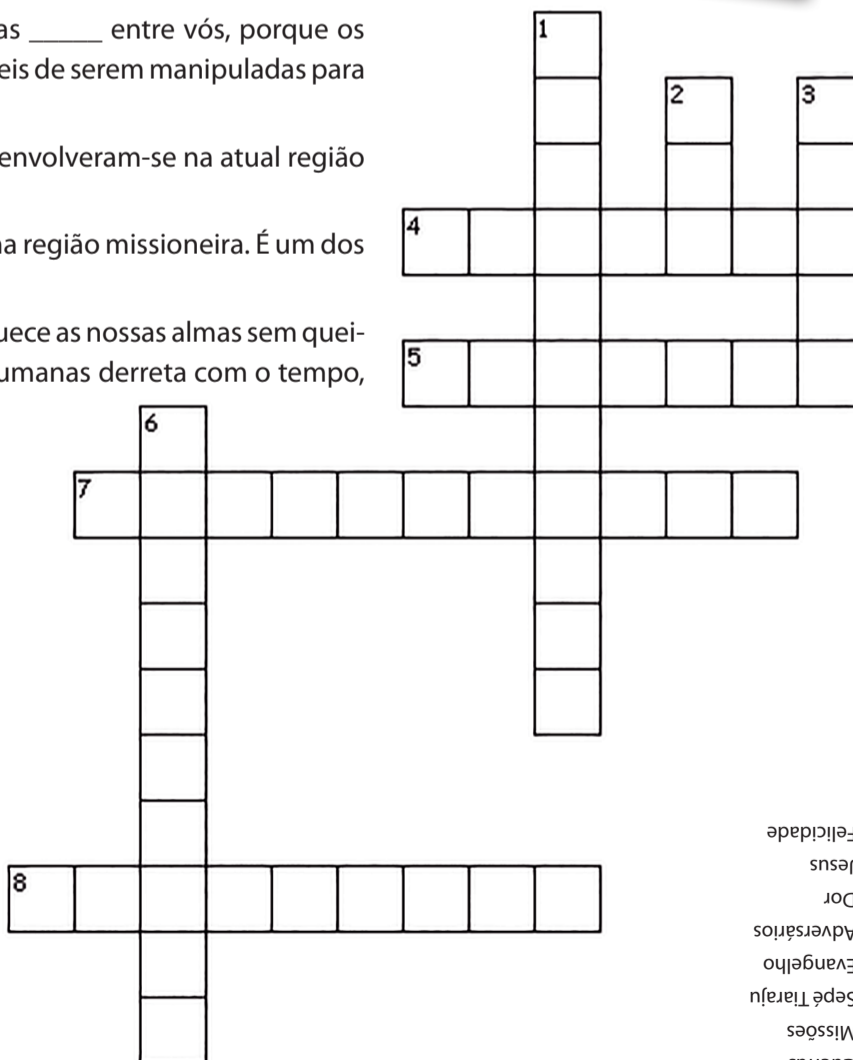 as _____ entre vós, porque os
eis de serem manipuladas para
envolveram-se na atual região
a região missioneira. É um dos
uece as nossas almas sem quei-
umanas derreta com o tempo,
1
2
3
4
5
6
7
8
Felicidade
Jesus
Dor
Adversários
Evangelho
Sepé Tiaraju
Missões